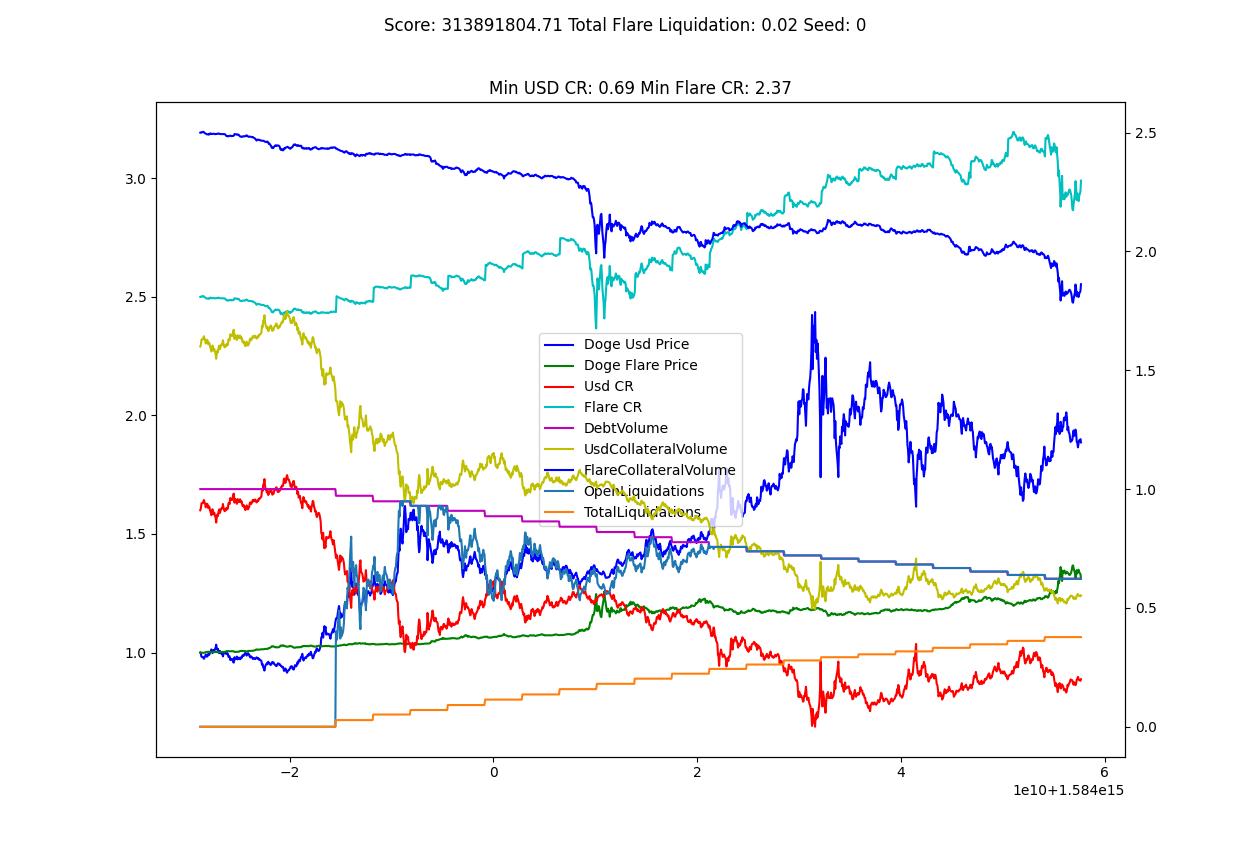 Score: 313891804.71 Total Flare Liquidation: 0.02 Seed: 0
Min USD CR: 0.69 Min Flare CR: 2.37
3.0
2.5
2.0
1.5
1.0
2.5
2.0
1.5
1.0
0.5
0.0
Doge Usd Price
Doge Flare Price
Usd CR
Flare CR
DebtVolume
UsdCollateralVolume
FlareCollateralVolume
OpenLiquidations
TotalLiquidations
−2
0
2
4
6
1e10+1.584e15